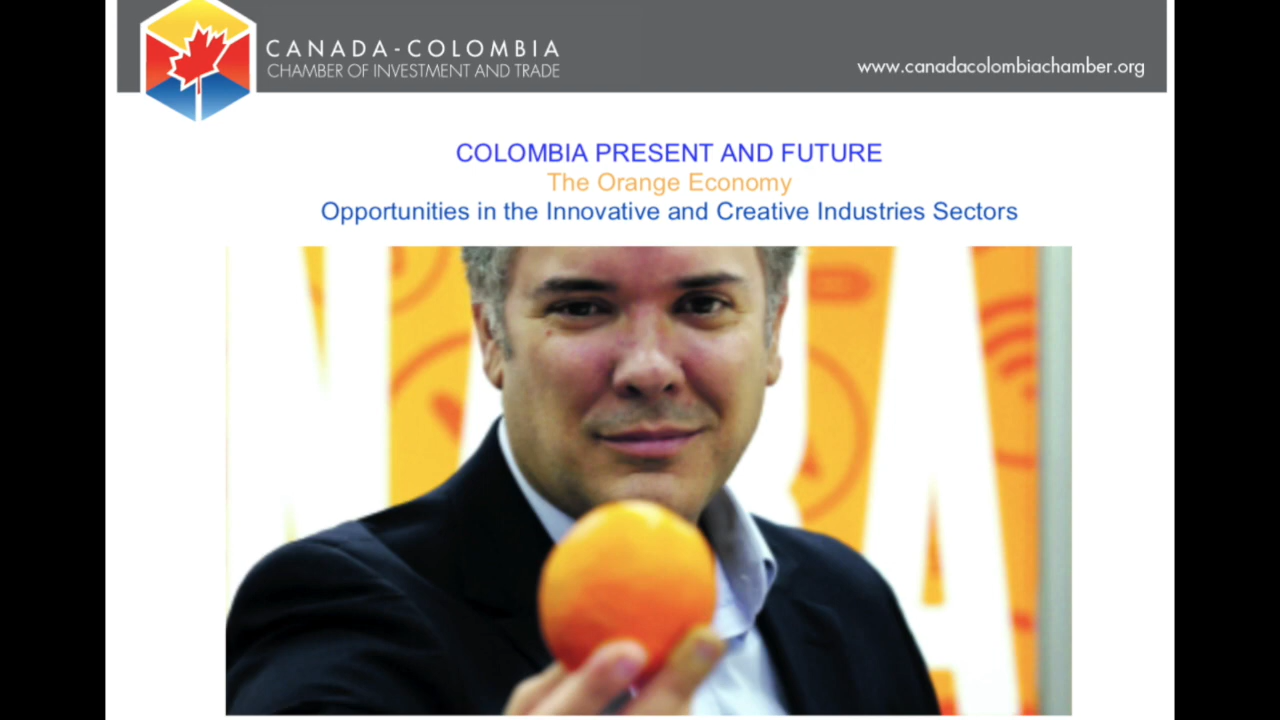 CANADA-COLOMBIA
CHAMBER OF INVESTMENT AND TRADE
www.canadacolombiachamber.org
COLOMBIA PRESENT AND FUTURE
The Orange Economy
Opportunities in the Innovative and Creative Industries Sectors